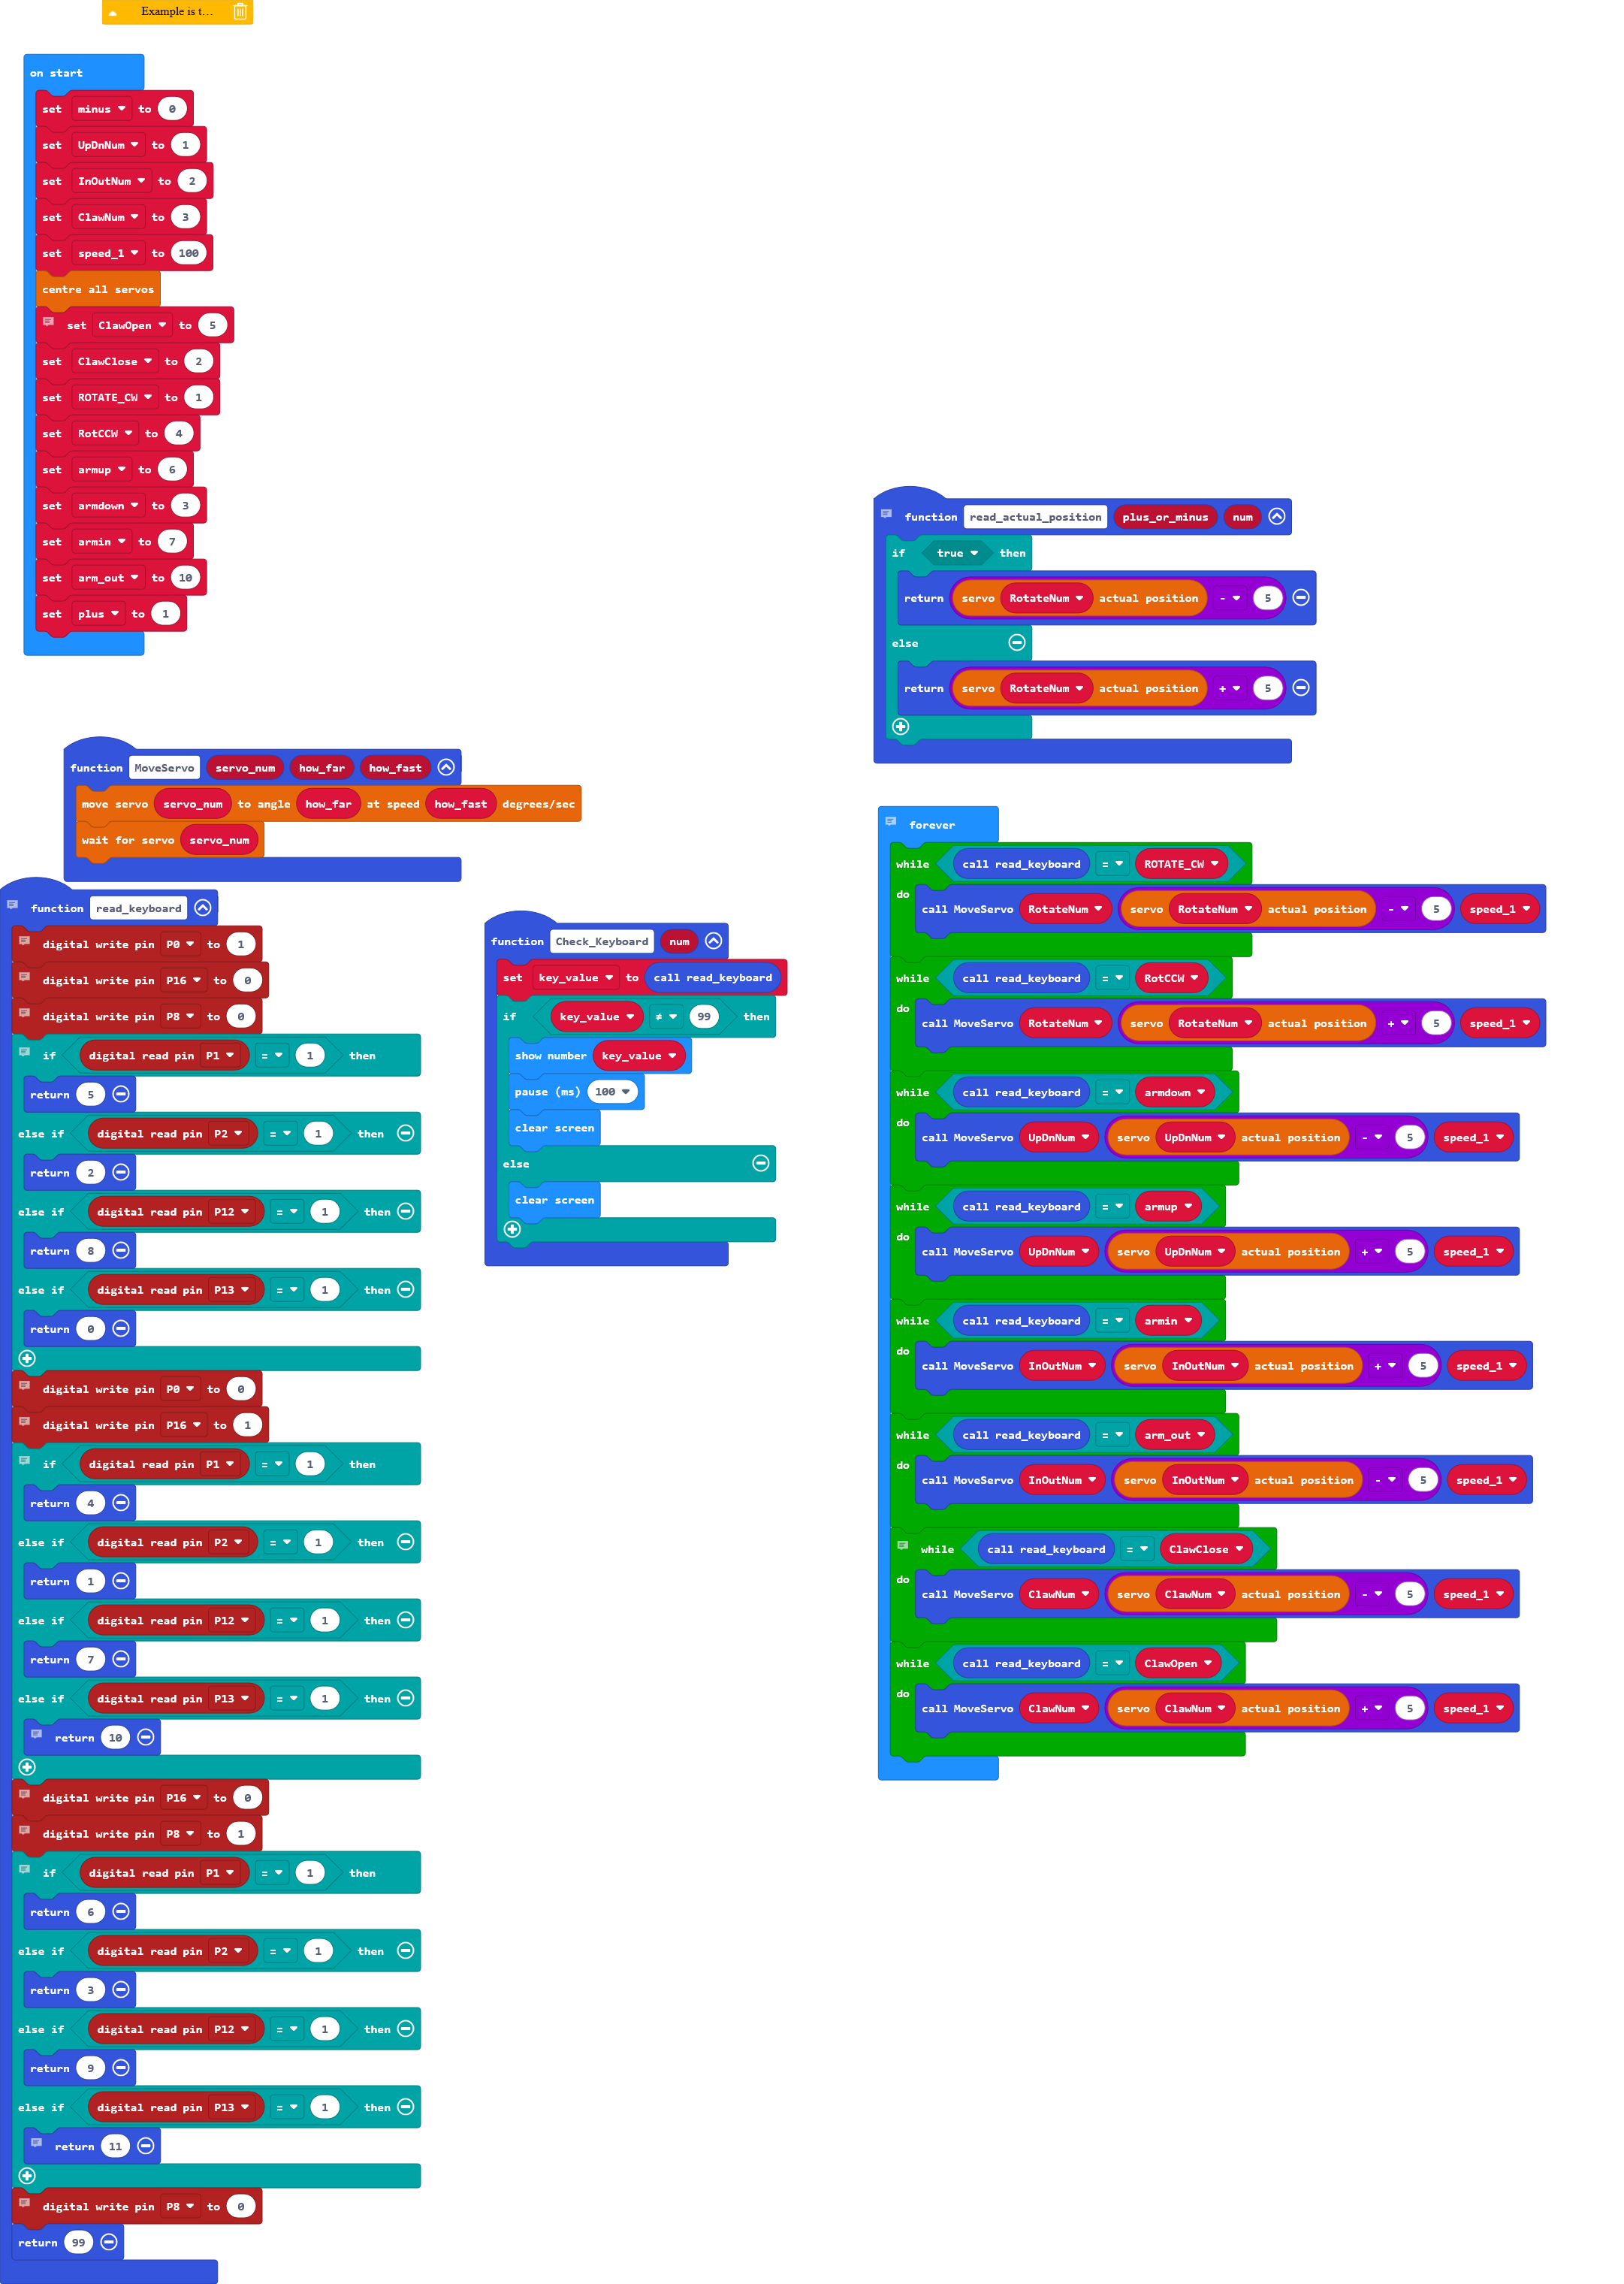 Example is t...
on start
set minus to 0
set UpDnNum to 1
set InOutNum to 2
set ClawNum to 3
set speed_1 to 100
centre all servos
set ClawOpen to 5
set ClawClose to 2
set ROTATE_CW to 1
set RotCCW to 4
set armup to 6
set armdown to 3
set armin to 7
set arm_out to 10
set plus to 1
function MoveServo servo_num how_far how_fast
move servo servo_num to angle how_far at speed how_fast degrees/sec
wait for servo servo_num
function read_keyboard
digital write pin P0 to 1
digital write pin P16 to 0
digital write pin P8 to 0
if digital read pin P1 = 1 then
return 5
else if digital read pin P2 = 1 then
return 2
else if digital read pin P12 = 1 then
return 8
else if digital read pin P13 = 1 then
return 0
digital write pin P0 to 0
digital write pin P16 to 1
if digital read pin P1 = 1 then
return 4
else if digital read pin P2 = 1 then
return 1
else if digital read pin P12 = 1 then
return 7
else if digital read pin P13 = 1 then
return 10
digital write pin P16 to 0
digital write pin P8 to 1
if digital read pin P1 = 1 then
return 6
else if digital read pin P2 = 1 then
return 3
else if digital read pin P12 = 1 then
return 9
else if digital read pin P13 = 1 then
return 11
digital write pin P8 to 0
return 99
function Check_Keyboard num
set key_value to call read_keyboard
if key_value ≠ 99 then
show number key_value
pause (ms) 100
clear screen
else
clear screen
function read_actual_position plus_or_minus num
if true then
return servo RotateNum actual position - 5
else
return servo RotateNum actual position + 5
forever
while call read_keyboard = ROTATE_CW
do call MoveServo RotateNum servo RotateNum actual position - 5 speed_1
while call read_keyboard = RotCCW
do call MoveServo RotateNum servo RotateNum actual position + 5 speed_1
while call read_keyboard = armdown
do call MoveServo UpDnNum servo UpDnNum actual position - 5 speed_1
while call read_keyboard = armup
do call MoveServo UpDnNum servo UpDnNum actual position + 5 speed_1
while call read_keyboard = armin
do call MoveServo InOutNum servo InOutNum actual position + 5 speed_1
while call read_keyboard = arm_out
do call MoveServo InOutNum servo InOutNum actual position - 5 speed_1
while call read_keyboard = ClawClose
do call MoveServo ClawNum servo ClawNum actual position - 5 speed_1
while call read_keyboard = ClawOpen
do call MoveServo ClawNum servo ClawNum actual position + 5 speed_1